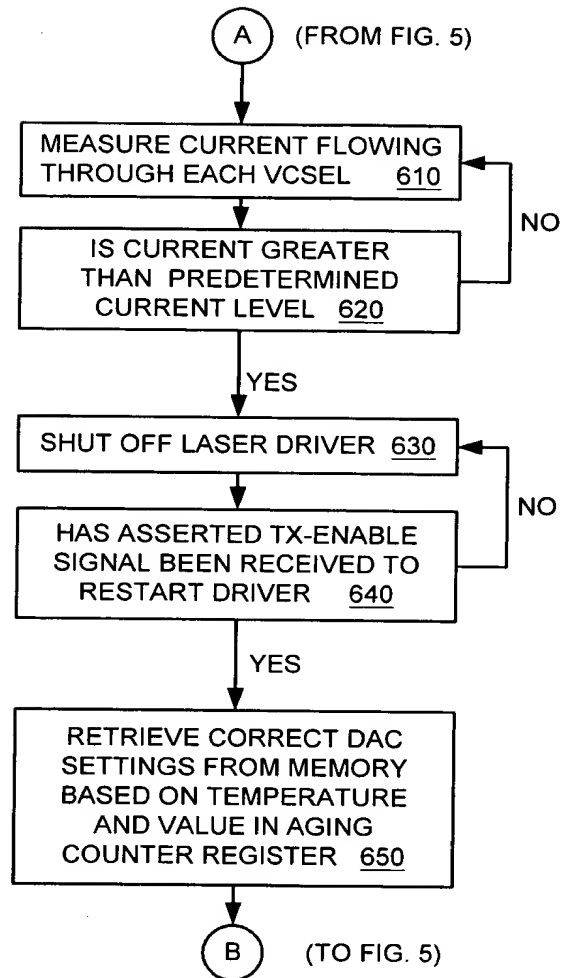 A (FROM FIG. 5)
MEASURE CURRENT FLOWING
THROUGH EACH VCSEL 610
NO
IS CURRENT GREATER
THAN PREDETERMINED
CURRENT LEVEL 620
YES
SHUT OFF LASER DRIVER 630
NO
HAS ASSERTED TX-ENABLE
SIGNAL BEEN RECEIVED TO
RESTART DRIVER 640
YES
RETRIEVE CORRECT DAC
SETTINGS FROM MEMORY
BASED ON TEMPERATURE
AND VALUE IN AGING
COUNTER REGISTER 650
B (TO FIG. 5)